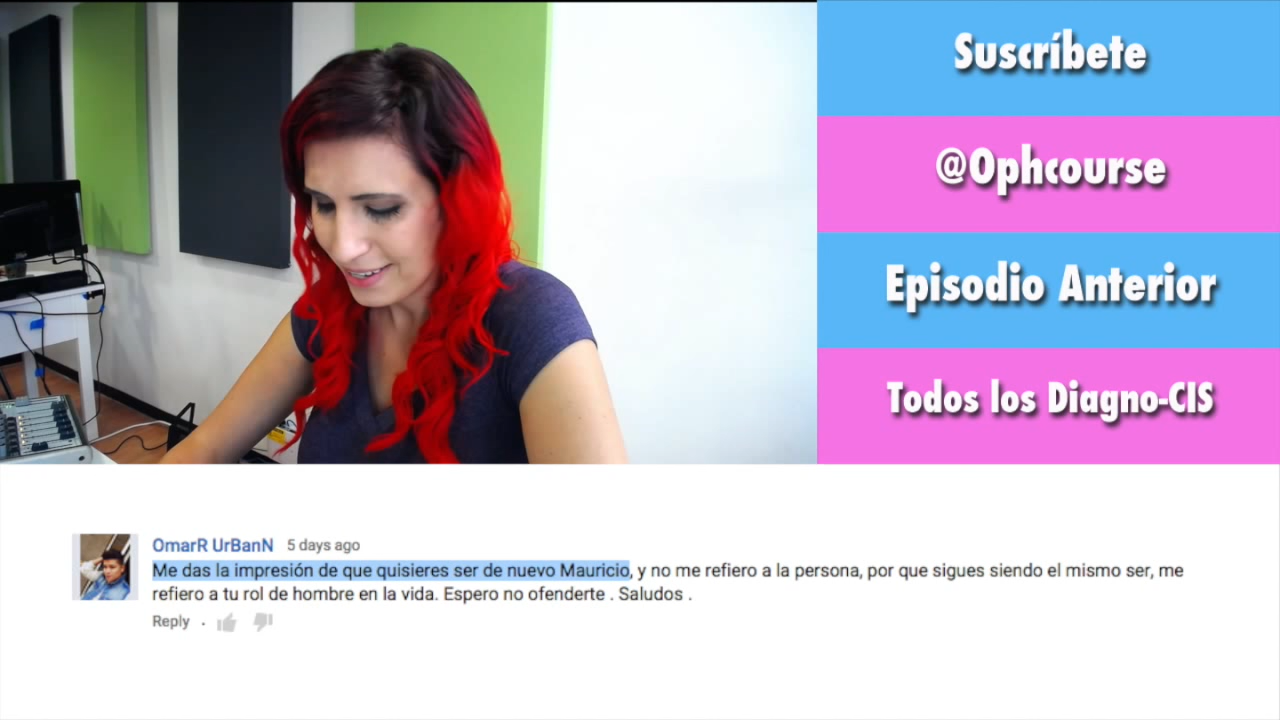 Suscríbete
@Ophcourse
Episodio Anterior
Todos los Diagno-CIS
OmarR UrBanN 5 days ago
Me das la impresión de que quisieres ser de nuevo Mauricio, y no me refiero a la persona, por que sigues siendo el mismo ser, me
refiero a tu rol de hombre en la vida. Espero no ofenderte . Saludos .
Reply .